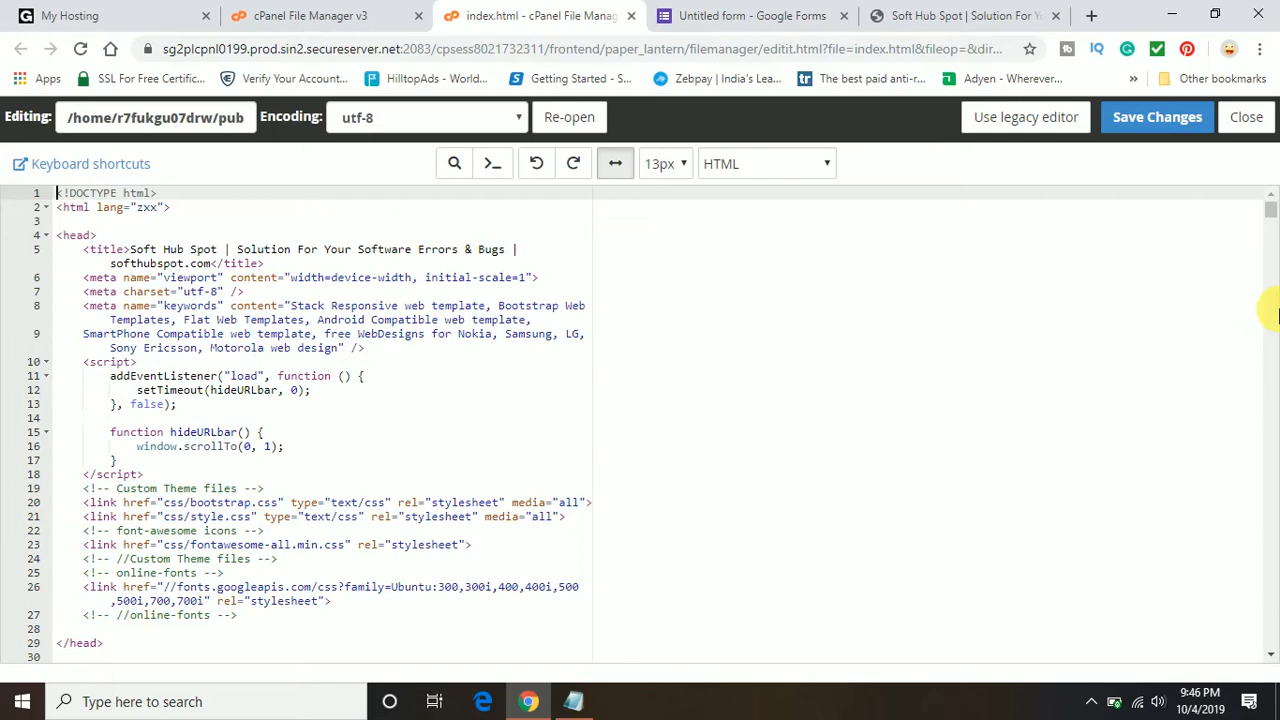 My Hosting
cPanel File Manager v3
index.html - cPanel File Manag
Untitled form - Google Forms
Soft Hub Spot | Solution For Y
sg2plcpnl0199.prod.sin2.secureserver.net:2083/cpsess8021732311/frontend/paper_lantern/filemanager/editit.html?file=index.html&fileop=&dir...
Apps
SSL For Free Certific...
Verify Your Account...
HilltopAds - World...
Getting Started - S...
Zebpay | India's Lea...
The best paid anti-r...
Adyen - Wherever...
»
Other bookmarks
Editing:
/home/r7fukgu07drw/pub
Encoding:
utf-8
Re-open
Use legacy editor
Save Changes
Close
Keyboard shortcuts
13px
HTML
1 <!DOCTYPE html>
2 <html lang="zxx">
3
4 <head>
5 <title>Soft Hub Spot | Solution For Your Software Errors & Bugs |
softhubspot.com</title>
6 <meta name="viewport" content="width=device-width, initial-scale=1">
7 <meta charset="utf-8" />
8 <meta name="keywords" content="Stack Responsive web template, Bootstrap Web
Templates, Flat Web Templates, Android Compatible web template,
9 SmartPhone Compatible web template, free WebDesigns for Nokia, Samsung, LG,
Sony Ericsson, Motorola web design" />
10 <script>
11 addEventListener("load", function () {
12 setTimeout(hideURLbar, 0);
13 }, false);
14
15 function hideURLbar() {
16 window.scrollTo(0, 1);
17 }
18 </script>
19 <!-- Custom Theme files -->
20 <link href="css/bootstrap.css" type="text/css" rel="stylesheet" media="all">
21 <link href="css/style.css" type="text/css" rel="stylesheet" media="all">
22 <!-- font-awesome icons -->
23 <link href="css/fontawesome-all.min.css" rel="stylesheet">
24 <!-- //Custom Theme files -->
25 <!-- online-fonts -->
26 <link href="//fonts.googleapis.com/css?family=Ubuntu:300,300i,400,400i,500
,500i,700,700i" rel="stylesheet">
27 <!-- //online-fonts -->
28
29 </head>
30
Type here to search
9:46 PM
10/4/2019